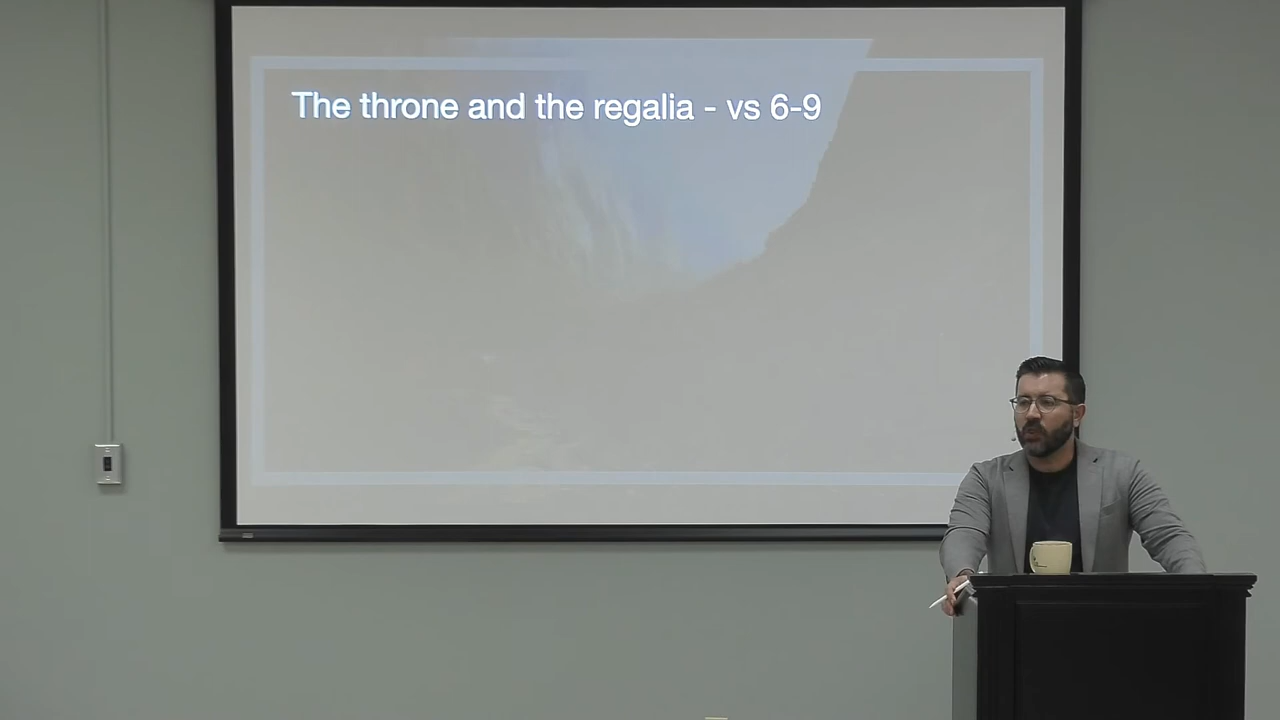 The throne and the regalia - vs 6-9